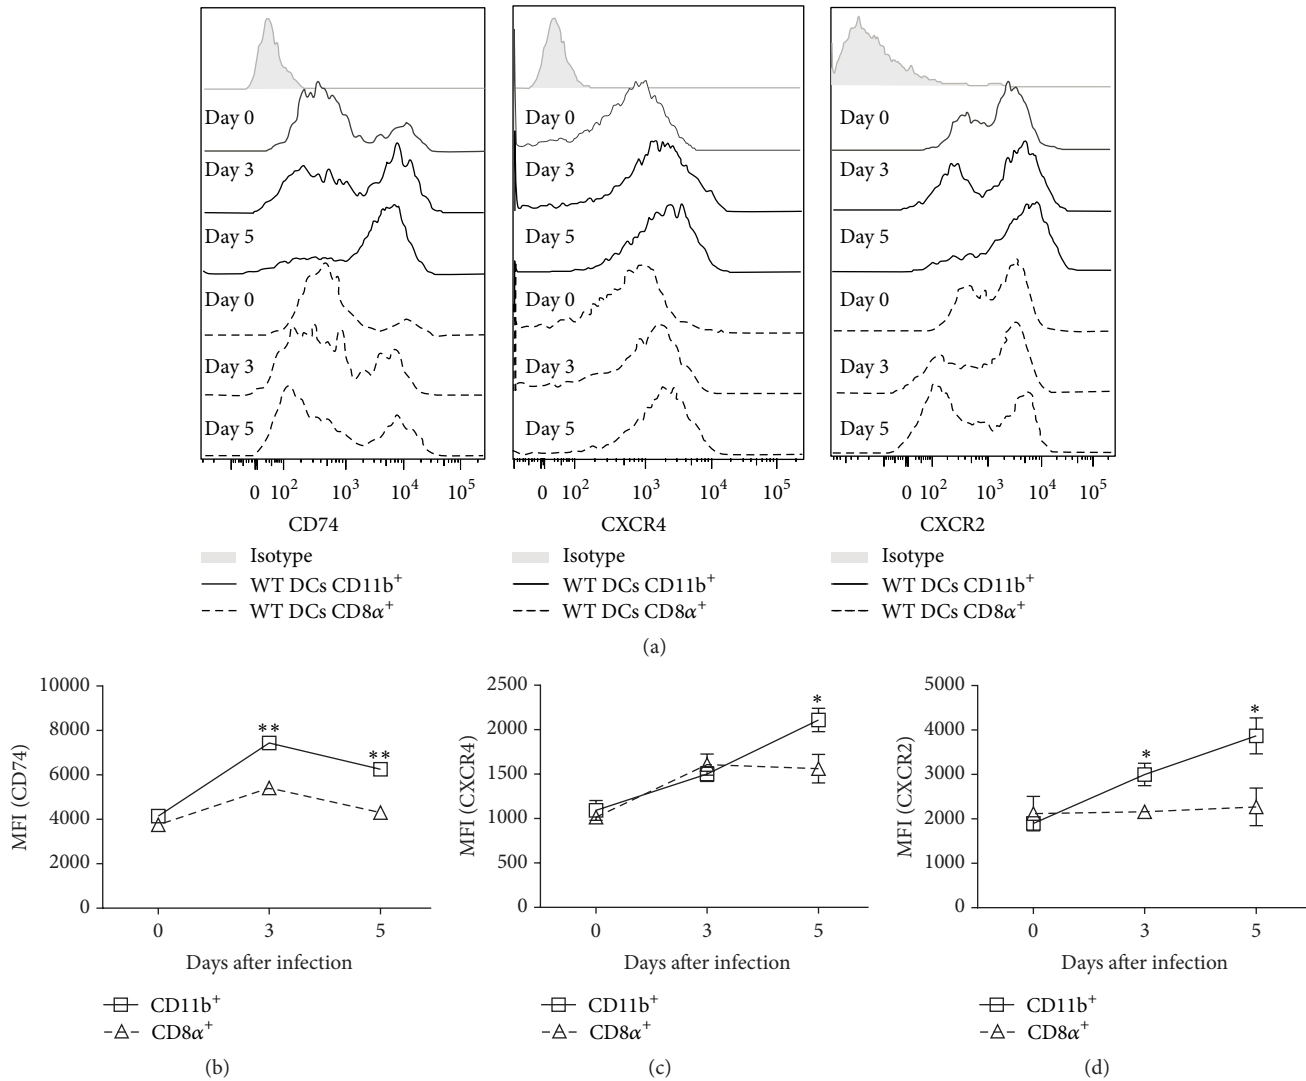 Day 0
Day 3
Day 5
Day 0
Day 3
Day 5
0 10² 10³ 10⁴ 10⁵
CD74
Isotype
WT DCs CD11b⁺
WT DCs CD8α⁺
Day 0
Day 3
Day 5
Day 0
Day 3
Day 5
0 10² 10³ 10⁴ 10⁵
CXCR4
Isotype
WT DCs CD11b⁺
WT DCs CD8α⁺
Day 0
Day 3
Day 5
Day 0
Day 3
Day 5
0 10² 10³ 10⁴ 10⁵
CXCR2
Isotype
WT DCs CD11b⁺
WT DCs CD8α⁺
(a)
MFI (CD74)
10000
8000
6000
4000
2000
0
**
**
0 3 5
Days after infection
CD11b⁺
CD8α⁺
(b)
MFI (CXCR4)
2500
2000
1500
1000
500
0
*
0 3 5
Days after infection
CD11b⁺
CD8α⁺
(c)
MFI (CXCR2)
5000
4000
3000
2000
1000
0
*
*
0 3 5
Days after infection
CD11b⁺
CD8α⁺
(d)